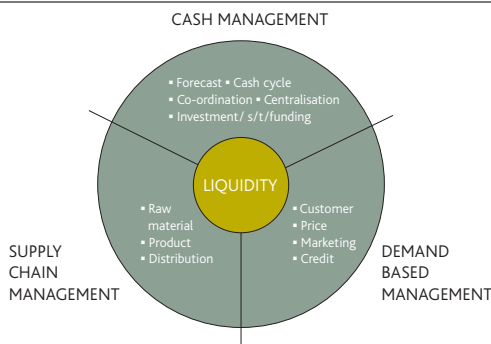 CASH MANAGEMENT
▪ Forecast ▪ Cash cycle
▪ Co-ordination ▪ Centralisation
▪ Investment/ s/t/funding
LIQUIDITY
▪ Raw
material
▪ Product
▪ Distribution
▪ Customer
▪ Price
▪ Marketing
▪ Credit
SUPPLY
CHAIN
MANAGEMENT
DEMAND
BASED
MANAGEMENT